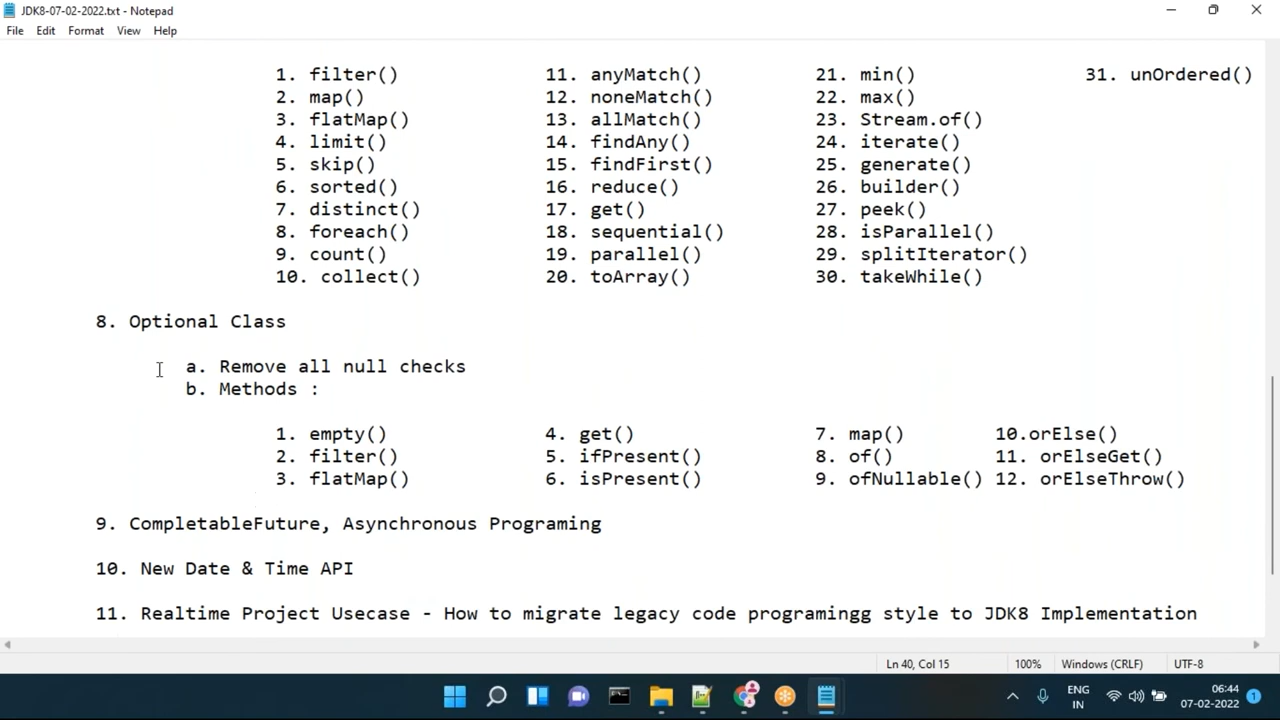 JDK8-07-02-2022.txt - Notepad
File Edit Format View Help
1. filter() 11. anyMatch() 21. min() 31. unOrdered()
2. map() 12. noneMatch() 22. max()
3. flatMap() 13. allMatch() 23. Stream.of()
4. limit() 14. findAny() 24. iterate()
5. skip() 15. findFirst() 25. generate()
6. sorted() 16. reduce() 26. builder()
7. distinct() 17. get() 27. peek()
8. foreach() 18. sequential() 28. isParallel()
9. count() 19. parallel() 29. splitIterator()
10. collect() 20. toArray() 30. takeWhile()
8. Optional Class
a. Remove all null checks
b. Methods :
1. empty() 4. get() 7. map() 10.orElse()
2. filter() 5. ifPresent() 8. of() 11. orElseGet()
3. flatMap() 6. isPresent() 9. ofNullable() 12. orElseThrow()
9. CompletableFuture, Asynchronous Programing
10. New Date & Time API
11. Realtime Project Usecase - How to migrate legacy code programingg style to JDK8 Implementation
Ln 40, Col 15 100% Windows (CRLF) UTF-8
ENG 06:44
IN 07-02-2022 1